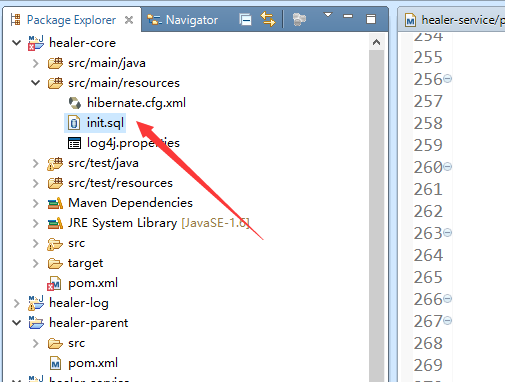 Package Explorer
Navigator
healer-core
src/main/java
src/main/resources
hibernate.cfg.xml
init.sql
log4j.properties
src/test/java
src/test/resources
Maven Dependencies
JRE System Library [JavaSE-1.6]
src
target
pom.xml
healer-log
healer-parent
src
pom.xml
healer-service/p
254
255
256
257
258
259
260
261
262
263
264
265
266
267
268
269